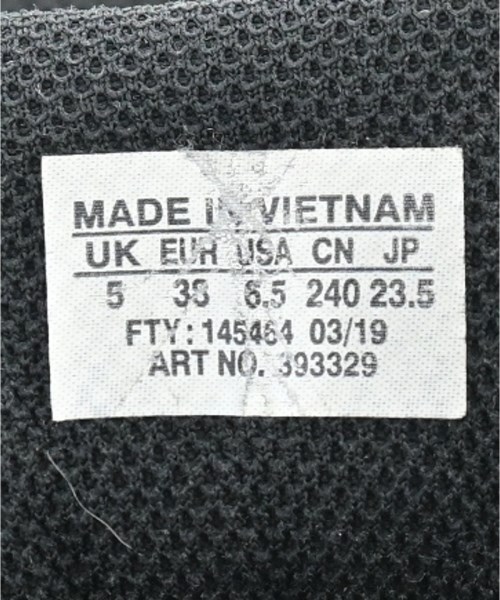 MADE IN VIETNAM
UK EUR USA CN JP
5 38 6.5 240 23.5
FTY: 145464 03/19
ART NO. 393329